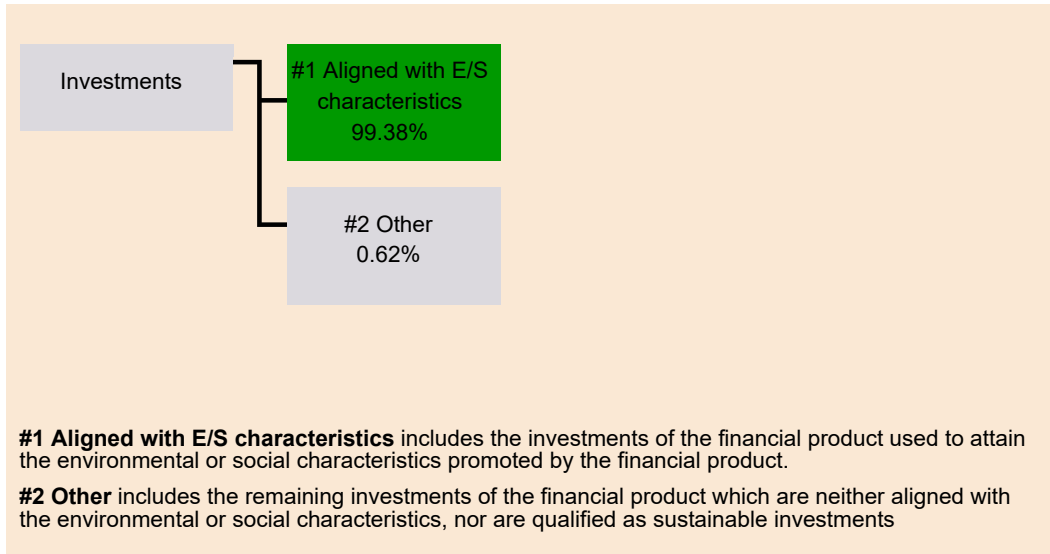 Investments
#1 Aligned with E/S
characteristics
99.38%
#2 Other
0.62%
#1 Aligned with E/S characteristics includes the investments of the financial product used to attain
the environmental or social characteristics promoted by the financial product.
#2 Other includes the remaining investments of the financial product which are neither aligned with
the environmental or social characteristics, nor are qualified as sustainable investments